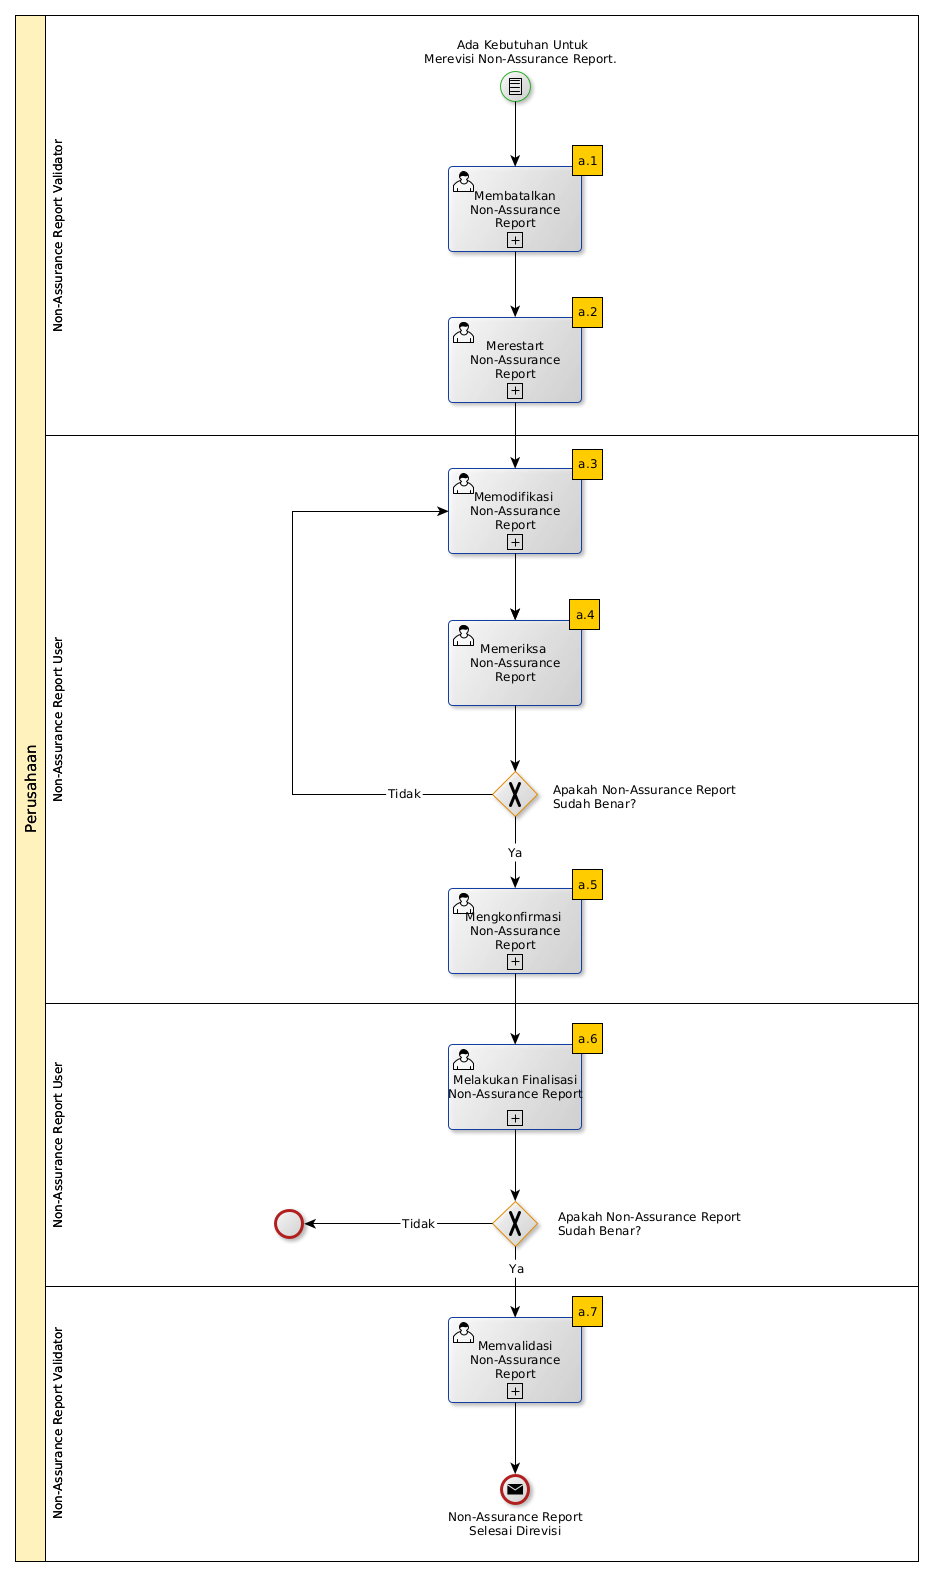 Perusahaan
Non-Assurance Report Validator
Ada Kebutuhan Untuk
Merevisi Non-Assurance Report.
a.1
Membatalkan
Non-Assurance
Report
a.2
Merestart
Non-Assurance
Report
Non-Assurance Report User
a.3
Memodifikasi
Non-Assurance
Report
a.4
Memeriksa
Non-Assurance
Report
Tidak
Apakah Non-Assurance Report
Sudah Benar?
Ya
a.5
Mengkonfirmasi
Non-Assurance
Report
Non-Assurance Report User
a.6
Melakukan Finalisasi
Non-Assurance Report
Tidak
Apakah Non-Assurance Report
Sudah Benar?
Ya
Non-Assurance Report Validator
a.7
Memvalidasi
Non-Assurance
Report
Non-Assurance Report
Selesai Direvisi